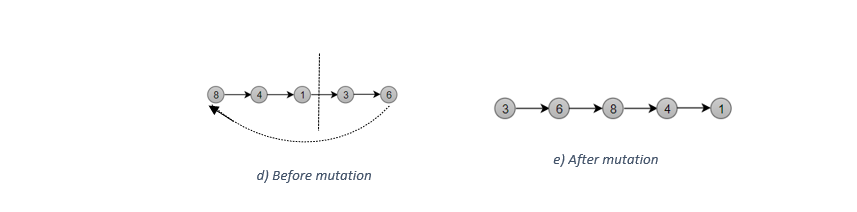 8 4 1 3 6
3 6 8 4 1
d) Before mutation
e) After mutation